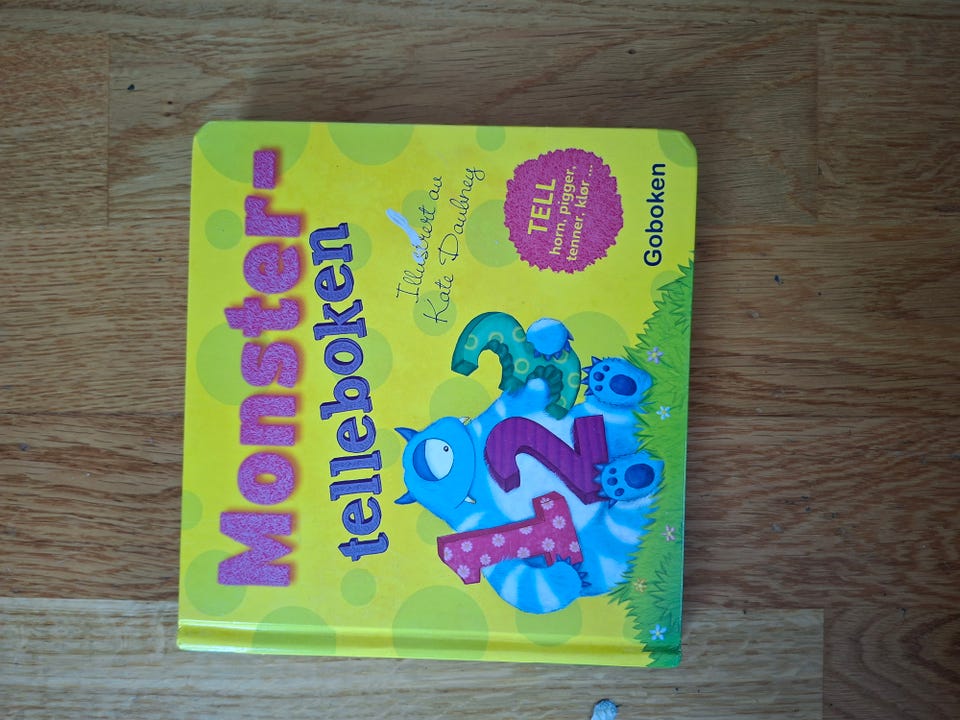 Monster-
telleboken
Illustrert av
Kate Daubney
TELL
horn, pigger,
tenner, klør ...
1 2 3
Goboken